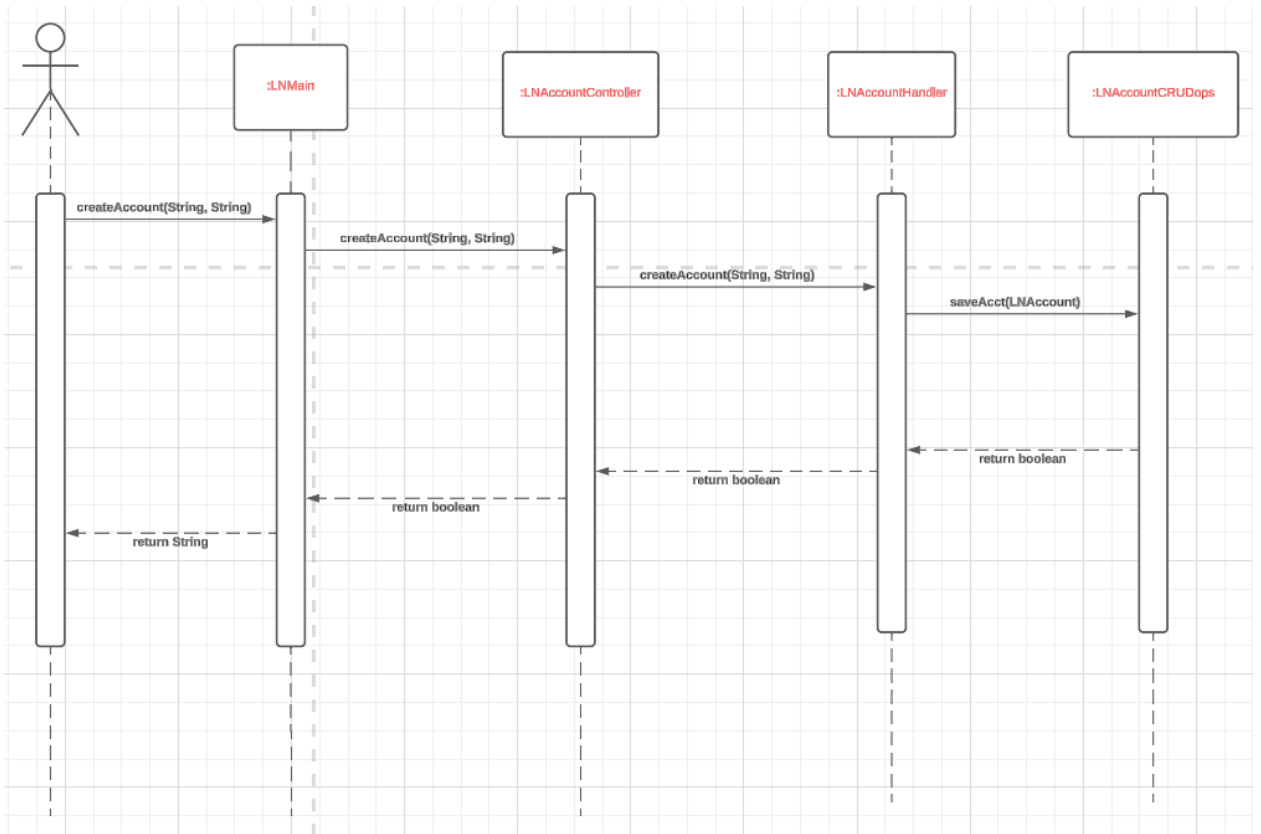 :LNMain
:LNAccountController
:LNAccountHandler
:LNAccountCRUDops
createAccount(String, String)
createAccount(String, String)
createAccount(String, String)
saveAcct(LNAccount)
return boolean
return boolean
return boolean
return String